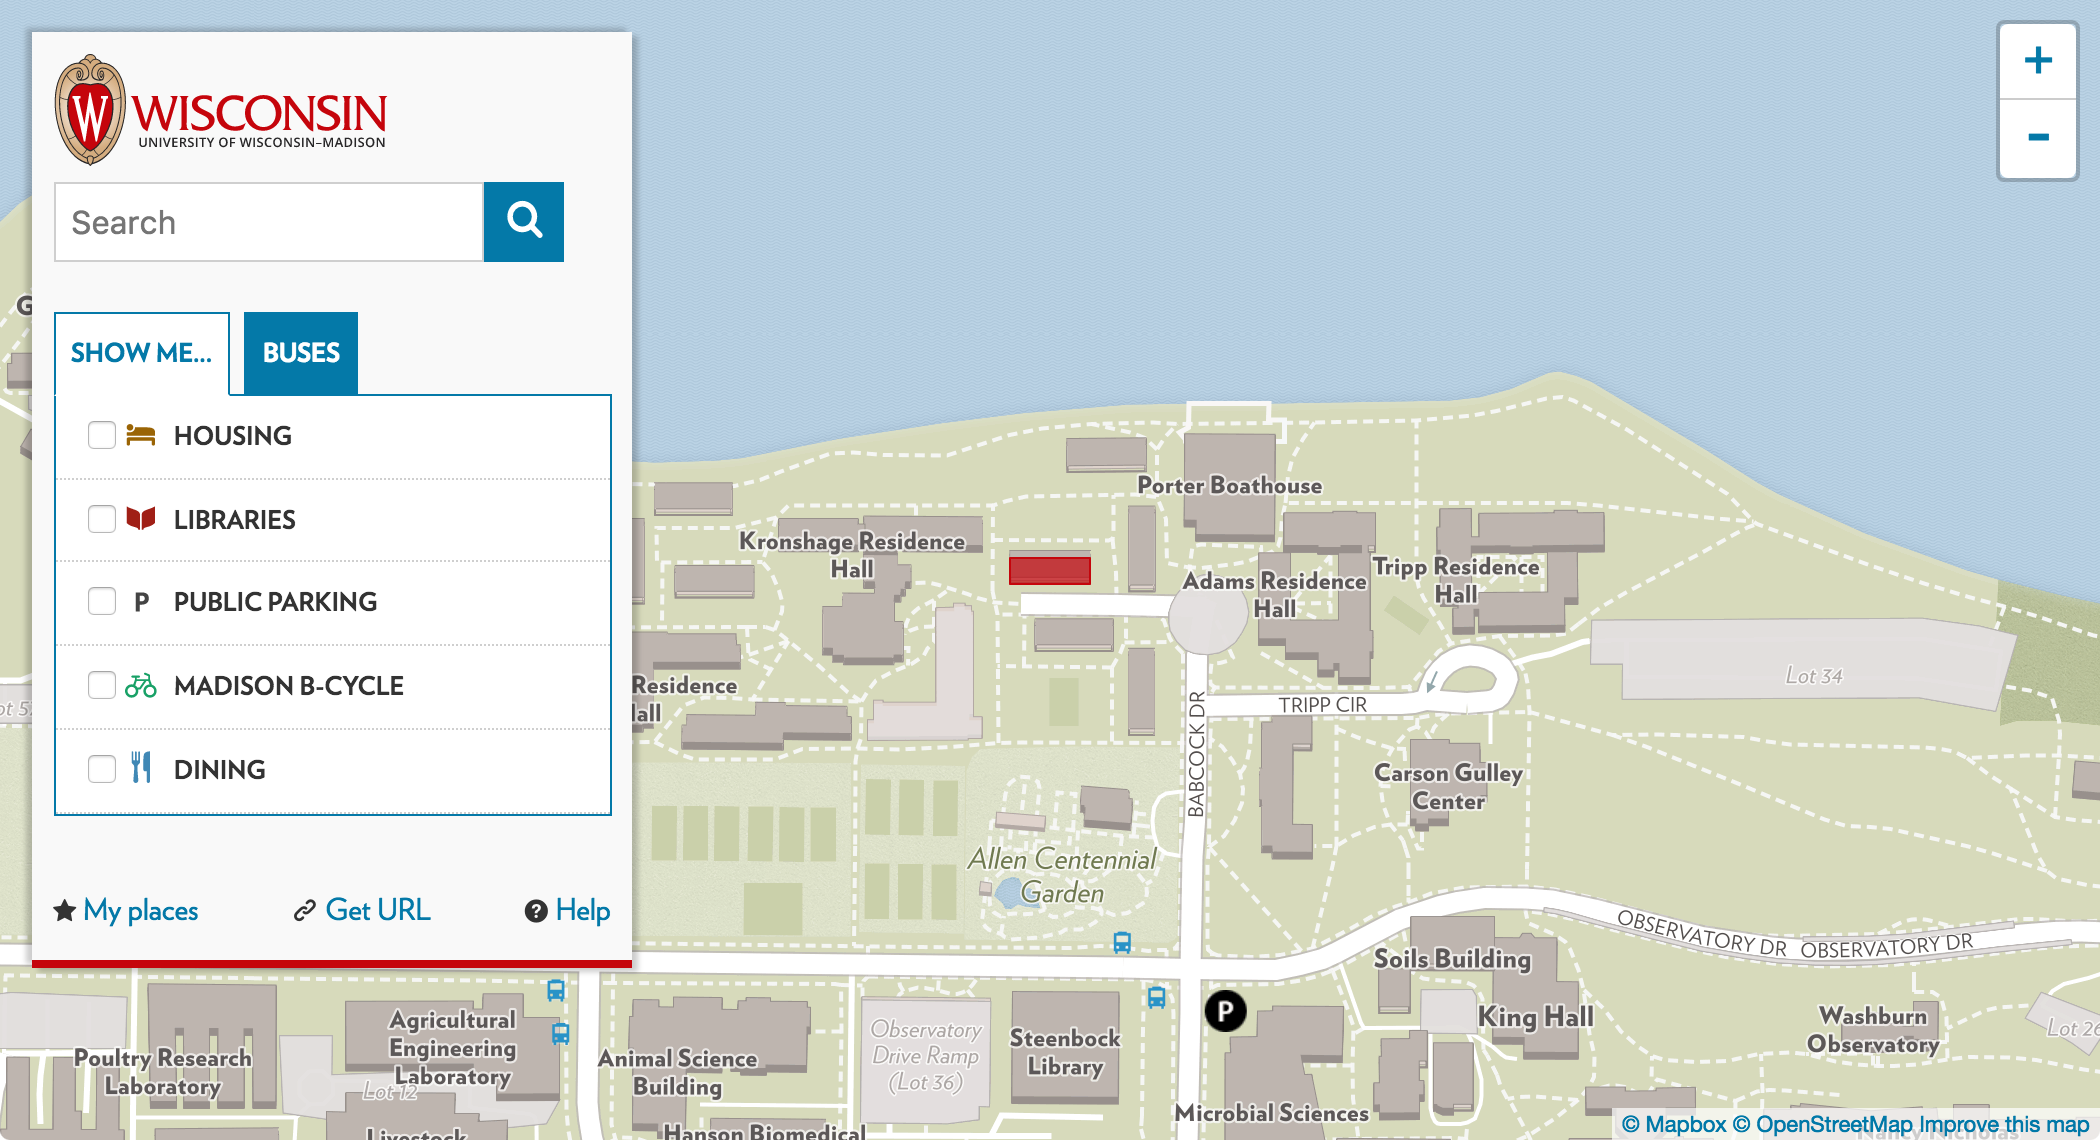 W WISCONSIN
UNIVERSITY OF WISCONSIN–MADISON
Search
SHOW ME...
BUSES
HOUSING
LIBRARIES
P PUBLIC PARKING
MADISON B-CYCLE
DINING
My places
Get URL
? Help
+
-
G
Porter Boathouse
Kronshage Residence
Hall
Adams Residence
Hall
Tripp Residence
Hall
Residence
Hall
Lot 34
TRIPP CIR
BABCOCK DR
Carson Gulley
Center
Allen Centennial
Garden
OBSERVATORY DR
OBSERVATORY DR
Soils Building
King Hall
P
Washburn
Observatory
Lot 26
Agricultural
Engineering
Laboratory
Poultry Research
Laboratory
Lot 12
Livestock
Animal Science
Building
Observatory
Drive Ramp
(Lot 36)
Steenbock
Library
Microbial Sciences
Hanson Biomedical
© Mapbox © OpenStreetMap Improve this map